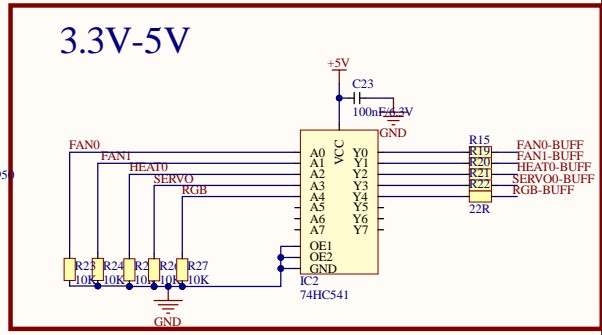 3.3V-5V
+5V
C23
100nF/6.3V
GND
VCC
FAN0
FAN1
HEAT0
SERVO
RGB
A0
A1
A2
A3
A4
A5
A6
A7
OE1
OE2
GND
Y0
Y1
Y2
Y3
Y4
Y5
Y6
Y7
IC2
74HC541
R15
R19
R20
R21
R22
22R
FAN0-BUFF
FAN1-BUFF
HEAT0-BUFF
SERVO0-BUFF
RGB-BUFF
R23
R24
R27
10K
10K
10K
GND